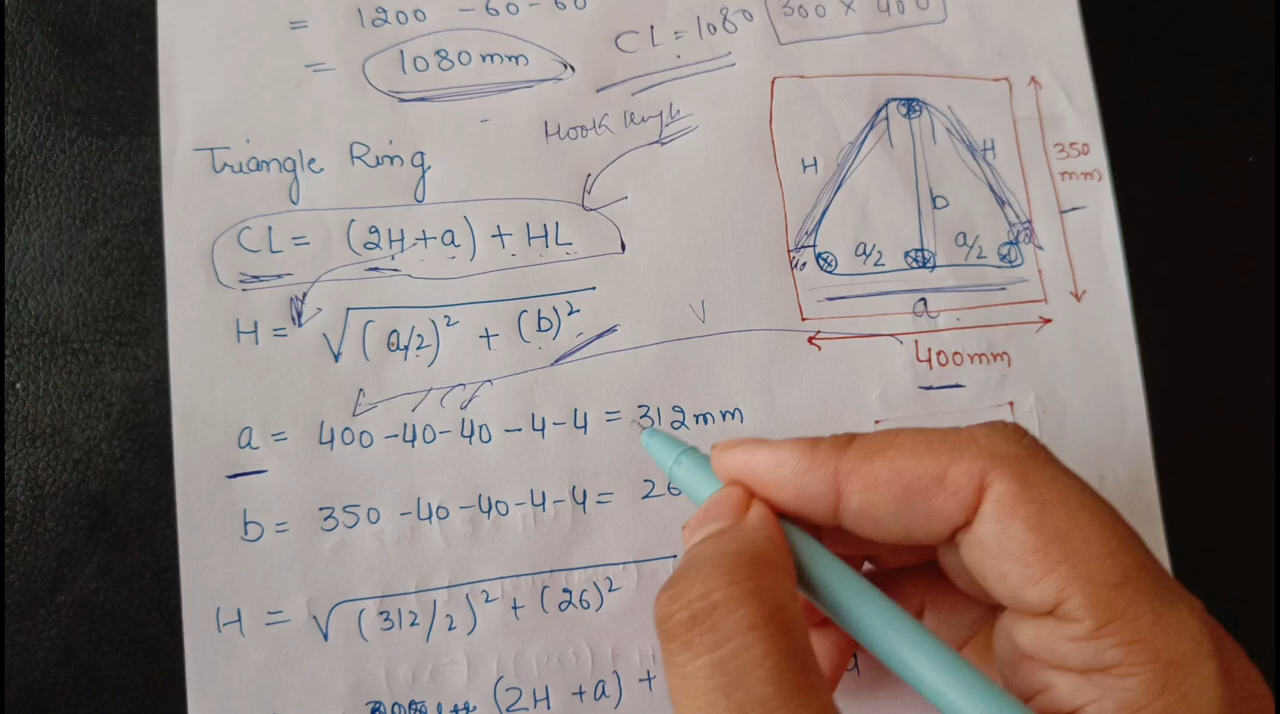 = 1200 -60-60
= 1080mm
CL = 1080
300 x 400
Hook length
Triangle Ring
CL = (2H+a) + HL
H = √(a/2)² + (b)²
a = 400-40-40-4-4 = 312mm
b = 350 -40-40-4-4 = 26
H = √(312/2)² + (26)²
(2H +a) +
H
H
b
a/2
a/2
40
a
350
mm
400mm